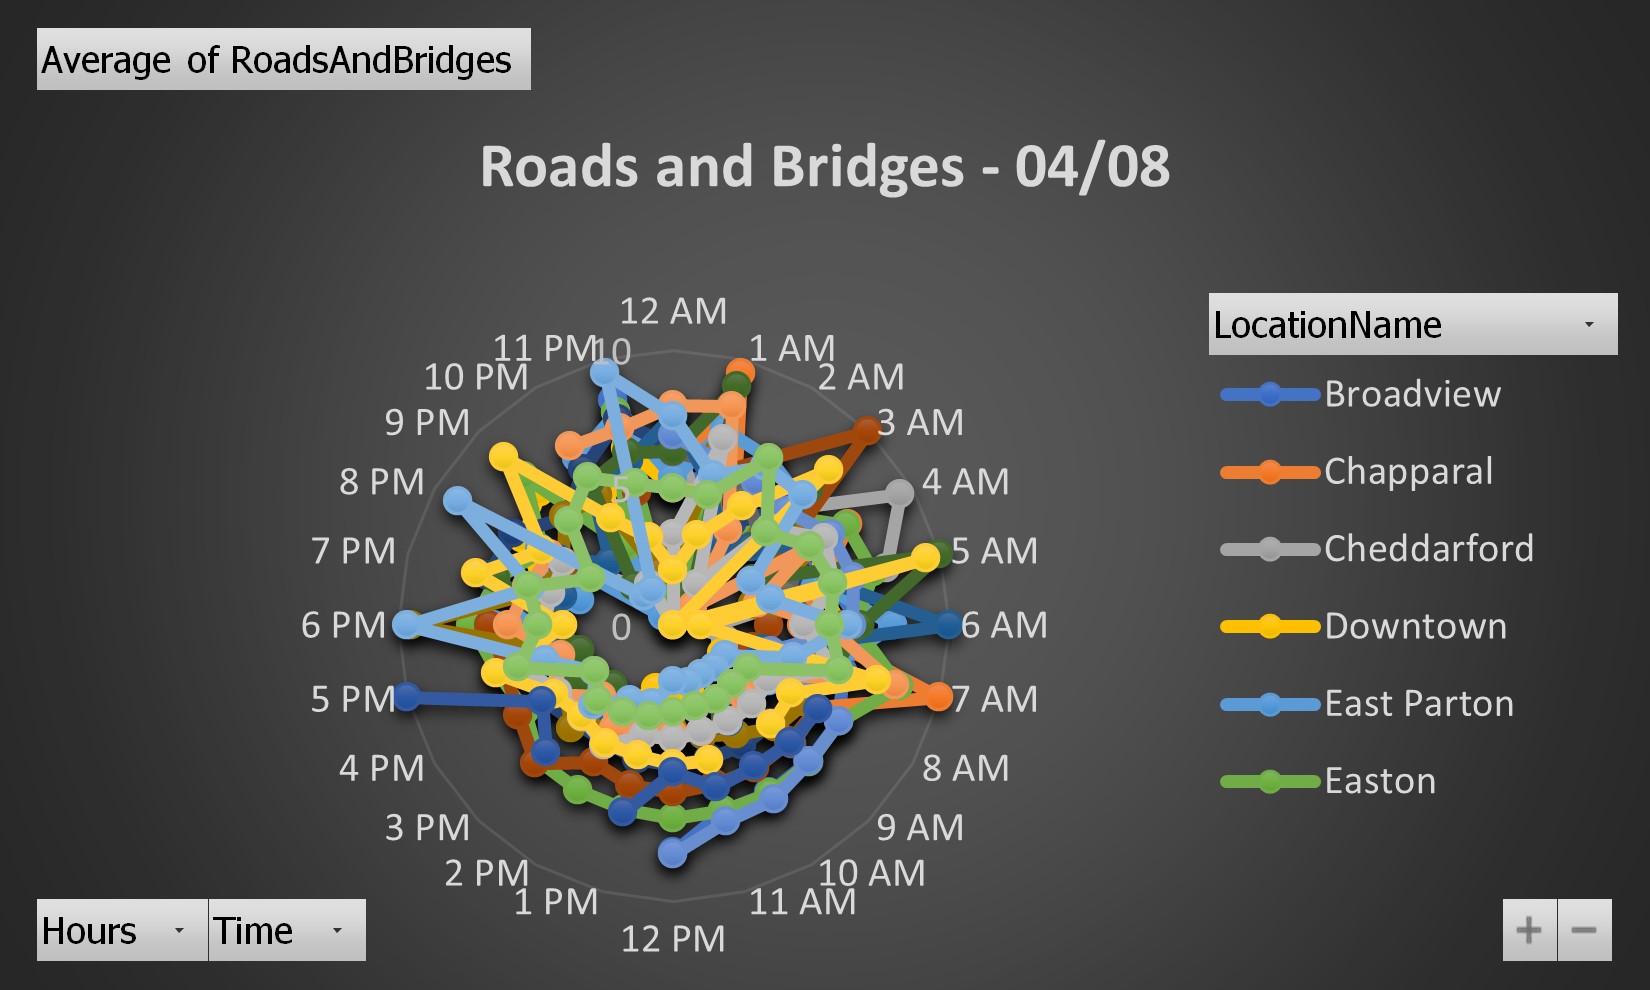 Average of RoadsAndBridges
Roads and Bridges - 04/08
12 AM
1 AM
2 AM
3 AM
4 AM
5 AM
6 AM
7 AM
8 AM
9 AM
10 AM
11 AM
12 PM
1 PM
2 PM
3 PM
4 PM
5 PM
6 PM
7 PM
8 PM
9 PM
10 PM
11 PM
10
5
0
LocationName
Broadview
Chapparal
Cheddarford
Downtown
East Parton
Easton
Hours
Time
+ −